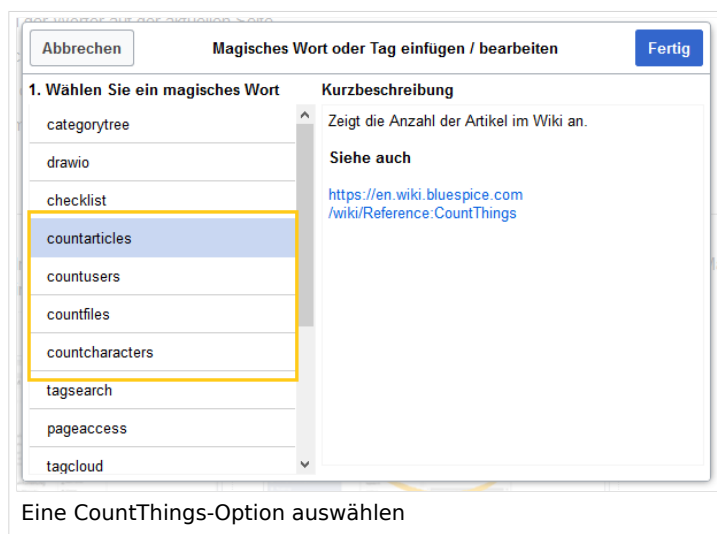 Abbrechen
Magisches Wort oder Tag einfügen / bearbeiten
Fertig
1. Wählen Sie ein magisches Wort
categorytree
drawio
checklist
countarticles
countusers
countfiles
countcharacters
tagsearch
pageaccess
tagcloud
Kurzbeschreibung
Zeigt die Anzahl der Artikel im Wiki an.
Siehe auch
https://en.wiki.bluespice.com
/wiki/Reference:CountThings
Eine CountThings-Option auswählen